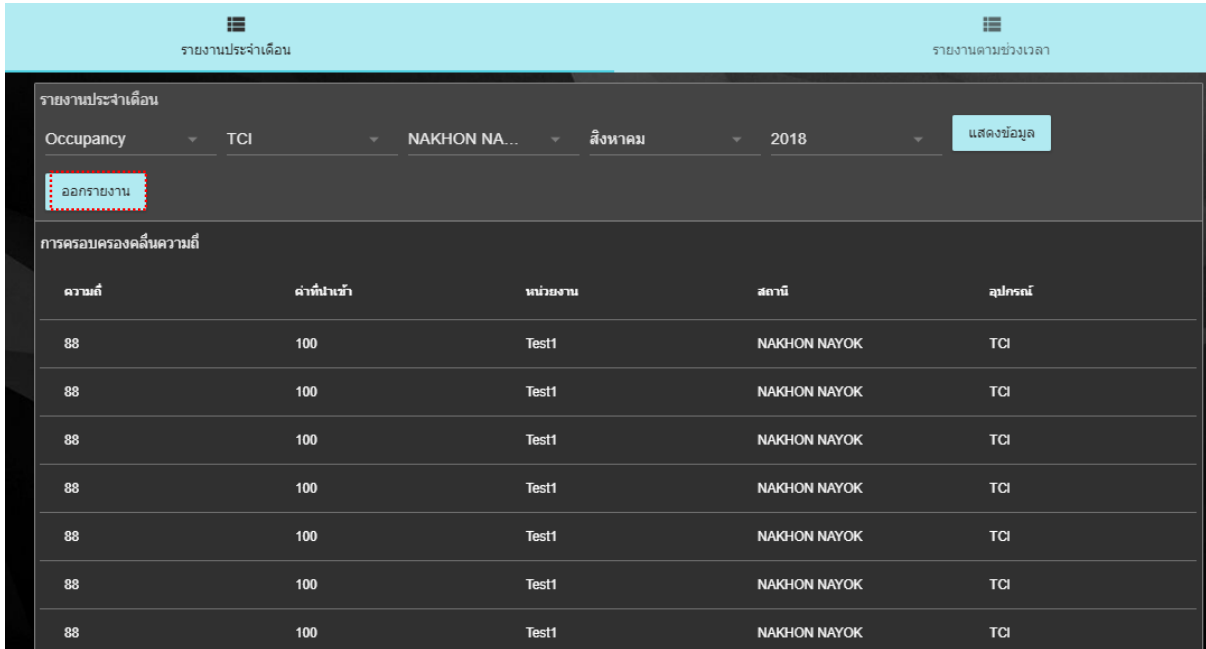 รายงานประจำเดือน
รายงานตามช่วงเวลา
รายงานประจำเดือน
Occupancy TCI NAKHON NA... สิงหาคม 2018 แสดงข้อมูล
ออกรายงาน
การครอบครองคลื่นความถี่
ความถี่ ค่าที่นำเข้า หน่วยงาน สถานี อุปกรณ์
88 100 Test1 NAKHON NAYOK TCI
88 100 Test1 NAKHON NAYOK TCI
88 100 Test1 NAKHON NAYOK TCI
88 100 Test1 NAKHON NAYOK TCI
88 100 Test1 NAKHON NAYOK TCI
88 100 Test1 NAKHON NAYOK TCI
88 100 Test1 NAKHON NAYOK TCI